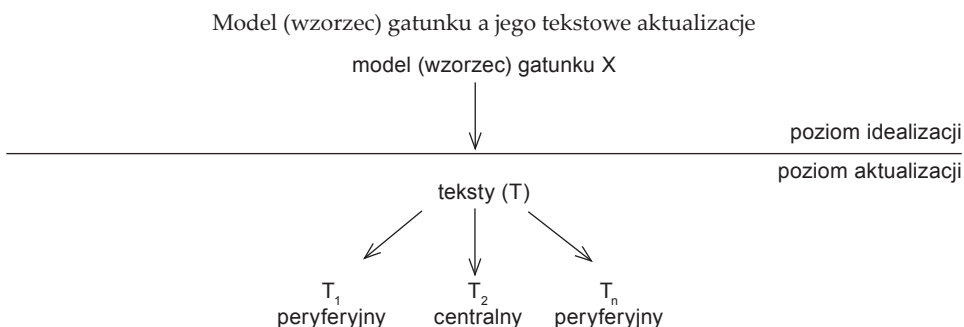 Model (wzorzec) gatunku a jego tekstowe aktualizacje
model (wzorzec) gatunku X
poziom idealizacji
poziom aktualizacji
teksty (T)
T₁ T₂ Tₙ
peryferyjny centralny peryferyjny